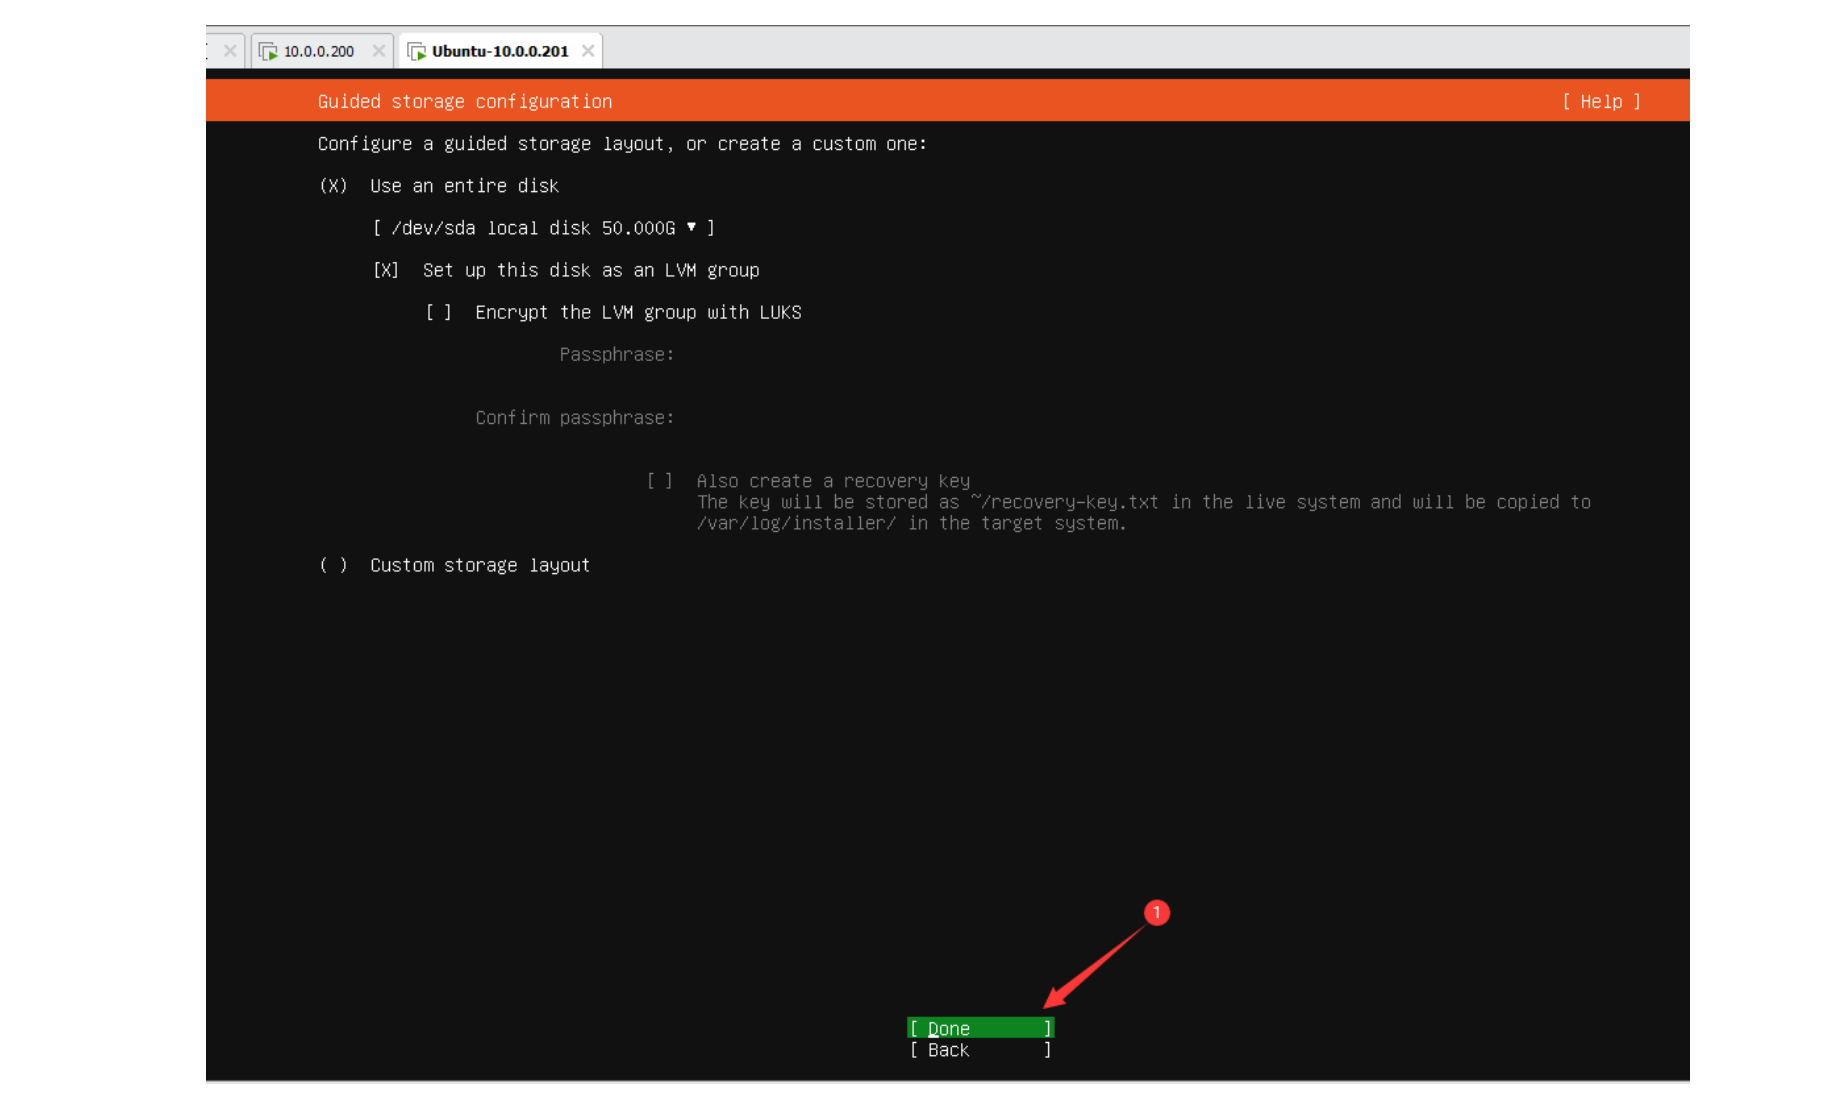 10.0.0.200
Ubuntu-10.0.0.201
Guided storage configuration
[ Help ]
Configure a guided storage layout, or create a custom one:
(X) Use an entire disk
[ /dev/sda local disk 50.000G ▾ ]
[X] Set up this disk as an LVM group
[ ] Encrypt the LVM group with LUKS
Passphrase:
Confirm passphrase:
[ ] Also create a recovery key
The key will be stored as ~/recovery-key.txt in the live system and will be copied to
/var/log/installer/ in the target system.
( ) Custom storage layout
1
[ Done ]
[ Back ]